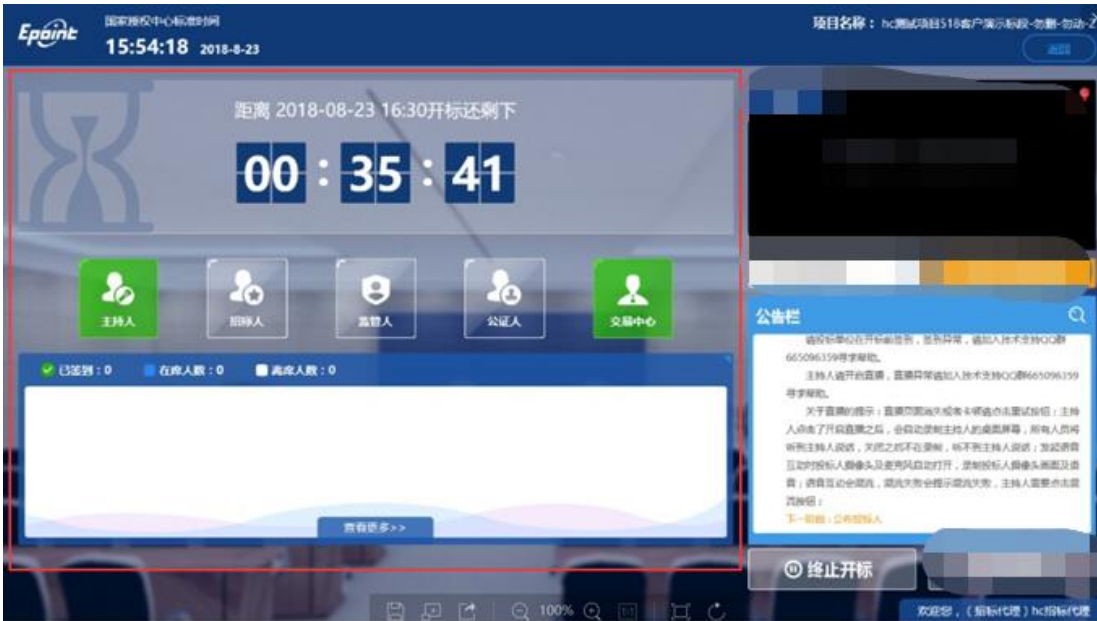 Epoint
国家授权中心标准时间
15:54:18 2018-8-23
项目名称：hc测试项目518客户演示标段-勿删-勿动-2
返回
距离 2018-08-23 16:30开标还剩下
00 : 35 : 41
主持人
招标人
监管人
公证人
交易中心
已签到：0 在席人数：0 离席人数：0
查看更多>>
公告栏
请投标单位在开标前签到，签到异常，请加入技术支持QQ群
665096359寻求帮助。
主持人请开启直播，直播异常请加入技术支持QQ群665096359
寻求帮助。
关于直播的提示：直播页面消失或者卡顿请点击重试按钮；主持
人点击了开启直播之后，会自动录制主持人的桌面屏幕，所有人员将
听到主持人说话，关闭之后不在录制，听不到主持人说话；发起语音
互动时投标人摄像头及麦克风自动打开，录制投标人摄像头画面及语
音；语音互动会混流，混流失败会提示混流失败，主持人需要点击混
流按钮；
下一阶段：公布投标人
终止开标
100%
1:1
欢迎您，（招标代理）hc招标代理